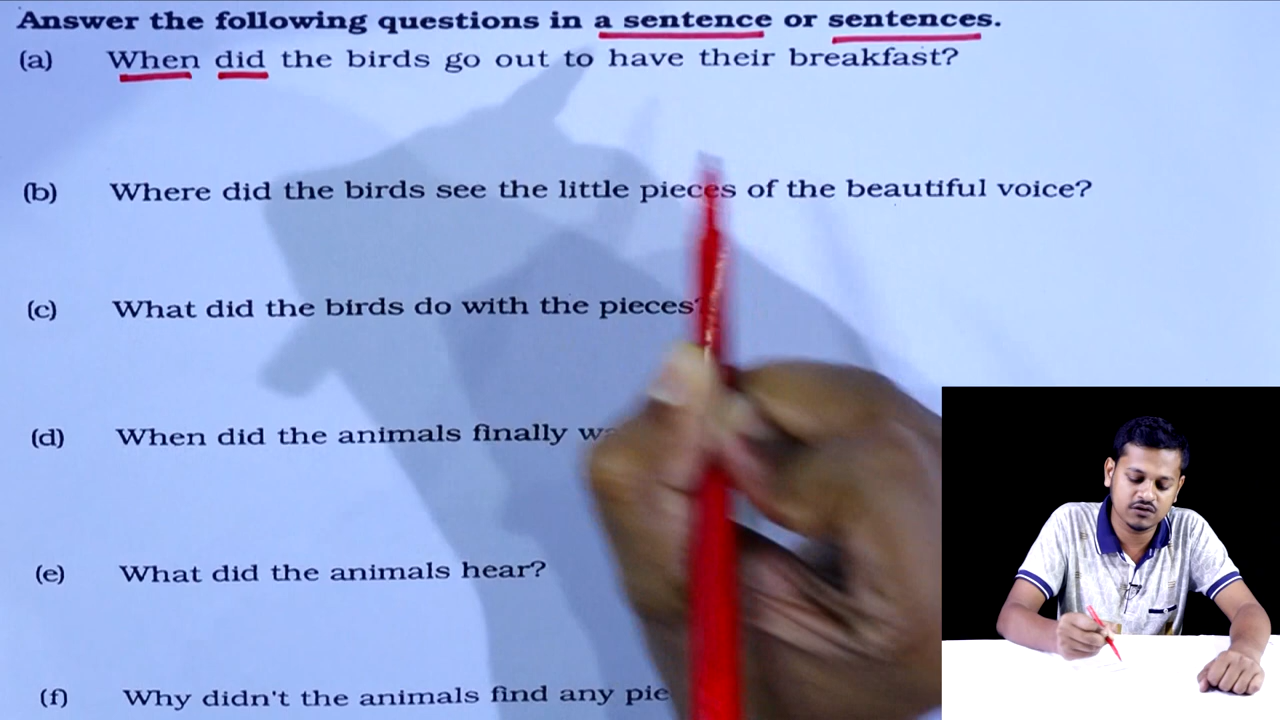 Answer the following questions in a sentence or sentences.
(a) When did the birds go out to have their breakfast?
(b) Where did the birds see the little pieces of the beautiful voice?
(c) What did the birds do with the pieces?
(d) When did the animals finally
(e) What did the animals hear?
(f) Why didn't the animals find any